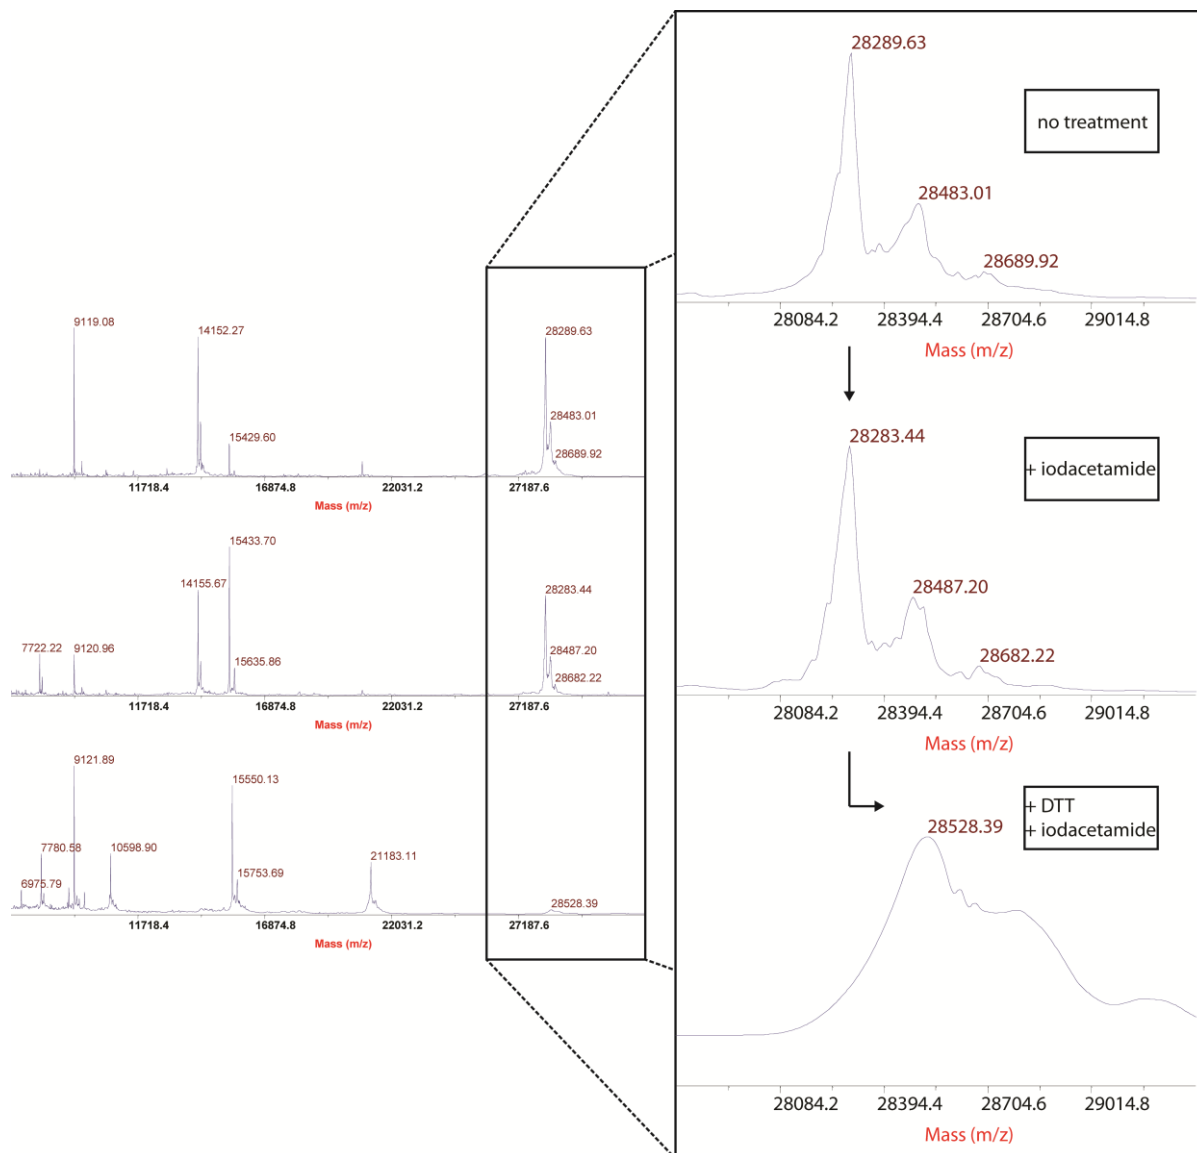 9119.08
14152.27
15429.60
28289.63
28483.01
28689.92
11718.4 16874.8 22031.2 27187.6
Mass (m/z)
7722.22
9120.96
14155.67
15433.70
15635.86
28283.44
28487.20
28682.22
11718.4 16874.8 22031.2 27187.6
Mass (m/z)
6975.79
7780.58
9121.89
10598.90
15550.13
15753.69
21183.11
28528.39
11718.4 16874.8 22031.2 27187.6
Mass (m/z)
28289.63
no treatment
28483.01
28689.92
28084.2 28394.4 28704.6 29014.8
Mass (m/z)
28283.44
+ iodacetamide
28487.20
28682.22
28084.2 28394.4 28704.6 29014.8
Mass (m/z)
+ DTT
+ iodacetamide
28528.39
28084.2 28394.4 28704.6 29014.8
Mass (m/z)